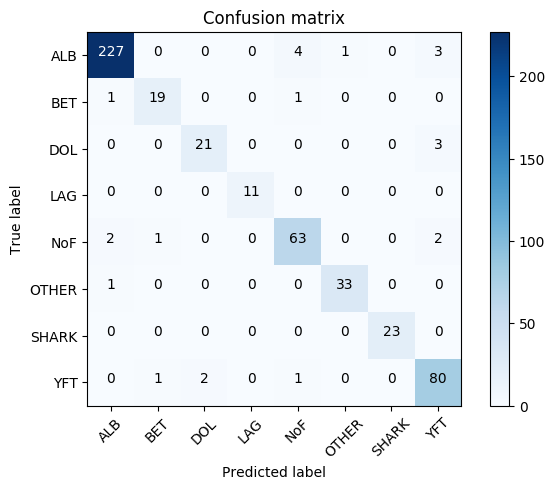 Confusion matrix
ALB 227 0 0 0 4 1 0 3
BET 1 19 0 0 1 0 0 0
DOL 0 0 21 0 0 0 0 3
LAG 0 0 0 11 0 0 0 0
NoF 2 1 0 0 63 0 0 2
OTHER 1 0 0 0 0 33 0 0
SHARK 0 0 0 0 0 0 23 0
YFT 0 1 2 0 1 0 0 80
ALB BET DOL LAG NoF OTHER SHARK YFT
Predicted label
True label
200
150
100
50
0